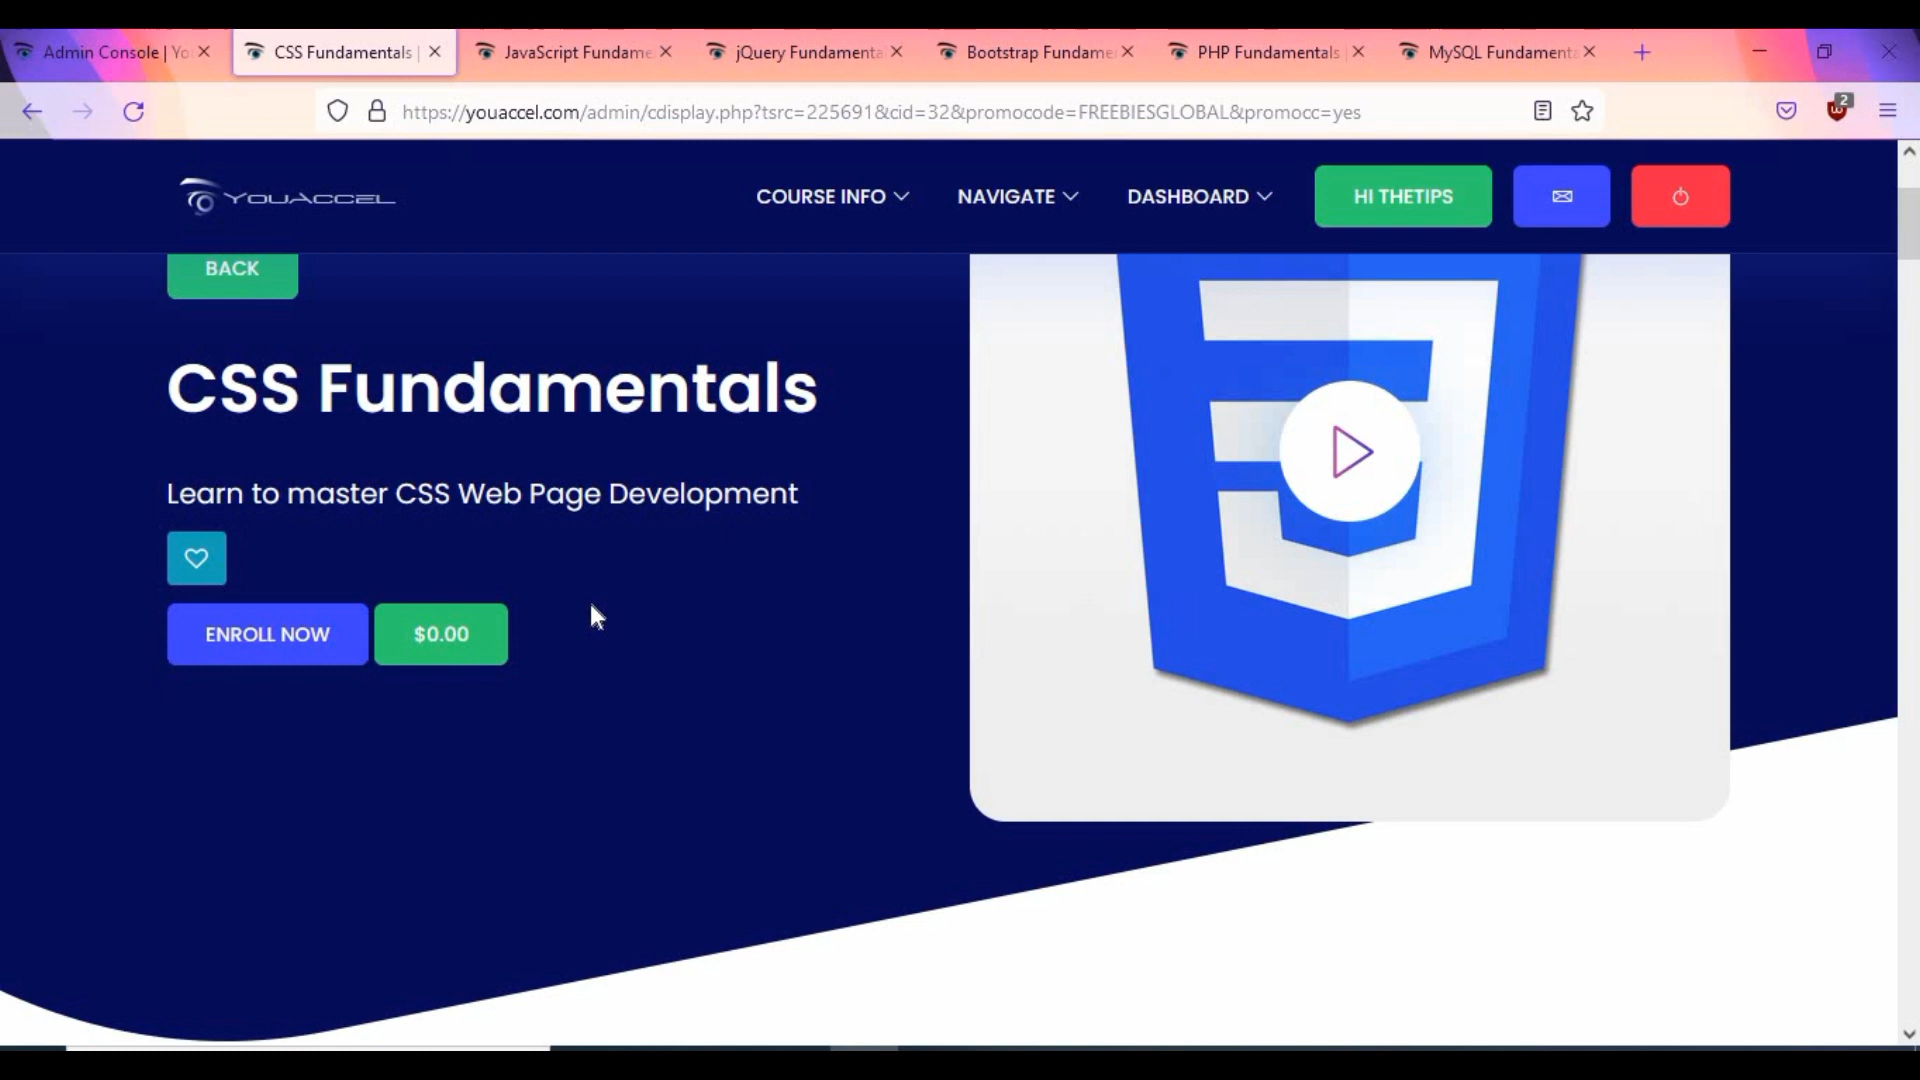 Admin Console | Yo
CSS Fundamentals |
JavaScript Fundame
jQuery Fundamenta
Bootstrap Fundame
PHP Fundamentals |
MySQL Fundamenta
https://youaccel.com/admin/cdisplay.php?tsrc=225691&cid=32&promocode=FREEBIESGLOBAL&promocc=yes
2
YOUACCEL
COURSE INFO
NAVIGATE
DASHBOARD
HI THETIPS
BACK
CSS Fundamentals
Learn to master CSS Web Page Development
ENROLL NOW
$0.00